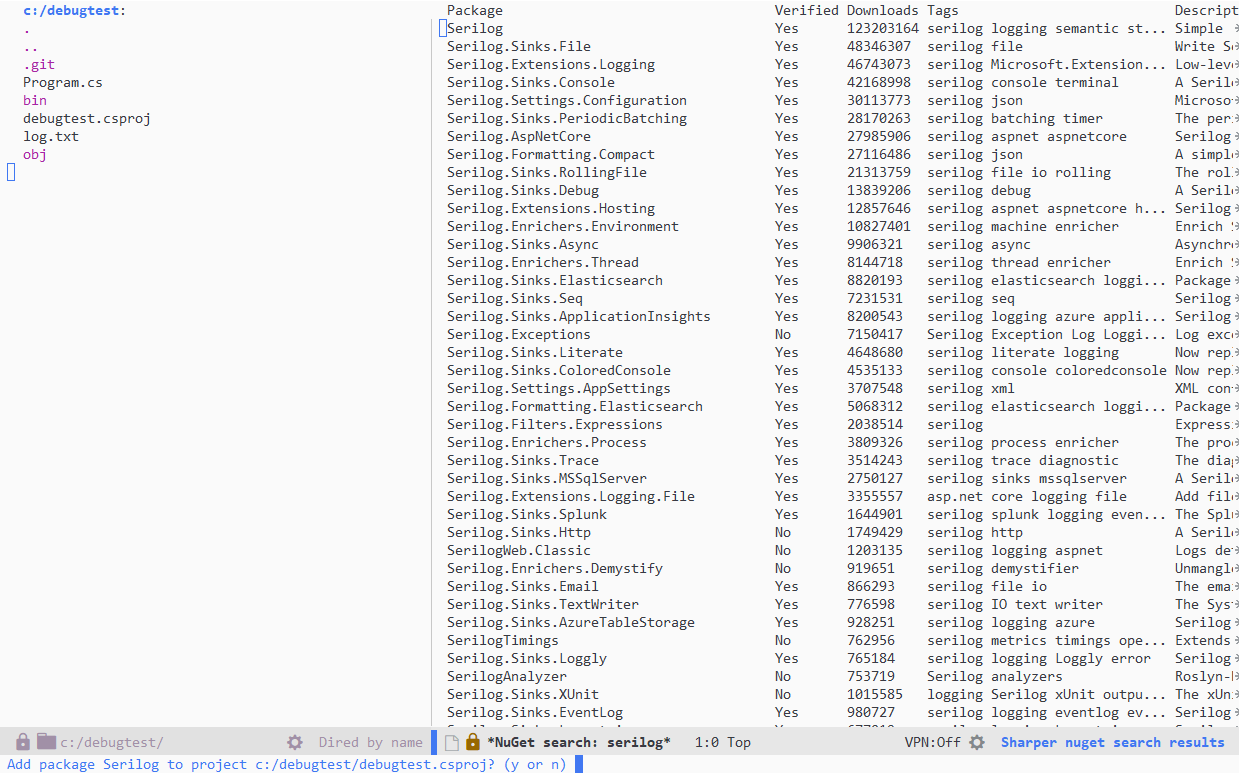 c:/debugtest:
.
..
.git
Program.cs
bin
debugtest.csproj
log.txt
obj
Package Verified Downloads Tags Descript
Serilog Yes 123203164 serilog logging semantic st... Simple
Serilog.Sinks.File Yes 48346307 serilog file Write S
Serilog.Extensions.Logging Yes 46743073 serilog Microsoft.Extension... Low-lev
Serilog.Sinks.Console Yes 42168998 serilog console terminal A Seril
Serilog.Settings.Configuration Yes 30113773 serilog json Microso
Serilog.Sinks.PeriodicBatching Yes 28170263 serilog batching timer The per
Serilog.AspNetCore Yes 27985906 serilog aspnet aspnetcore Serilog
Serilog.Formatting.Compact Yes 27116486 serilog json A simpl
Serilog.Sinks.RollingFile Yes 21313759 serilog file io rolling The rol
Serilog.Sinks.Debug Yes 13839206 serilog debug A Seril
Serilog.Extensions.Hosting Yes 12857646 serilog aspnet aspnetcore h... Serilog
Serilog.Enrichers.Environment Yes 10827401 serilog machine enricher Enrich
Serilog.Sinks.Async Yes 9906321 serilog async Asynchr
Serilog.Enrichers.Thread Yes 8144718 serilog thread enricher Enrich
Serilog.Sinks.Elasticsearch Yes 8820193 serilog elasticsearch loggi... Package
Serilog.Sinks.Seq Yes 7231531 serilog seq Serilog
Serilog.Sinks.ApplicationInsights Yes 8200543 serilog logging azure appli... Serilog
Serilog.Exceptions No 7150417 Serilog Exception Log Loggi... Log exc
Serilog.Sinks.Literate Yes 4648680 serilog literate logging Now rep
Serilog.Sinks.ColoredConsole Yes 4535133 serilog console coloredconsole Now rep
Serilog.Settings.AppSettings Yes 3707548 serilog xml XML con
Serilog.Formatting.Elasticsearch Yes 5068312 serilog elasticsearch loggi... Package
Serilog.Filters.Expressions Yes 2038514 serilog Express
Serilog.Enrichers.Process Yes 3809326 serilog process enricher The pro
Serilog.Sinks.Trace Yes 3514243 serilog trace diagnostic The dia
Serilog.Sinks.MSSqlServer Yes 2750127 serilog sinks mssqlserver A Seril
Serilog.Extensions.Logging.File Yes 3355557 asp.net core logging file Add fil
Serilog.Sinks.Splunk Yes 1644901 serilog splunk logging even... The Spl
Serilog.Sinks.Http No 1749429 serilog http A Seril
SerilogWeb.Classic No 1203135 serilog logging aspnet Logs de
Serilog.Enrichers.Demystify No 919651 serilog demystifier Unmangl
Serilog.Sinks.Email Yes 866293 serilog file io The ema
Serilog.Sinks.TextWriter Yes 776598 serilog IO text writer The Sys
Serilog.Sinks.AzureTableStorage Yes 928251 serilog logging azure Serilog
SerilogTimings No 762956 serilog metrics timings ope... Extends
Serilog.Sinks.Loggly Yes 765184 serilog logging Loggly error Serilog
SerilogAnalyzer No 753719 Serilog analyzers Roslyn-
Serilog.Sinks.XUnit No 1015585 logging Serilog xUnit outpu... The xUn
Serilog.Sinks.EventLog Yes 980727 serilog logging eventlog ev... Serilog
c:/debugtest/ Dired by name *NuGet search: serilog* 1:0 Top VPN:Off Sharper nuget search results
Add package Serilog to project c:/debugtest/debugtest.csproj? (y or n)